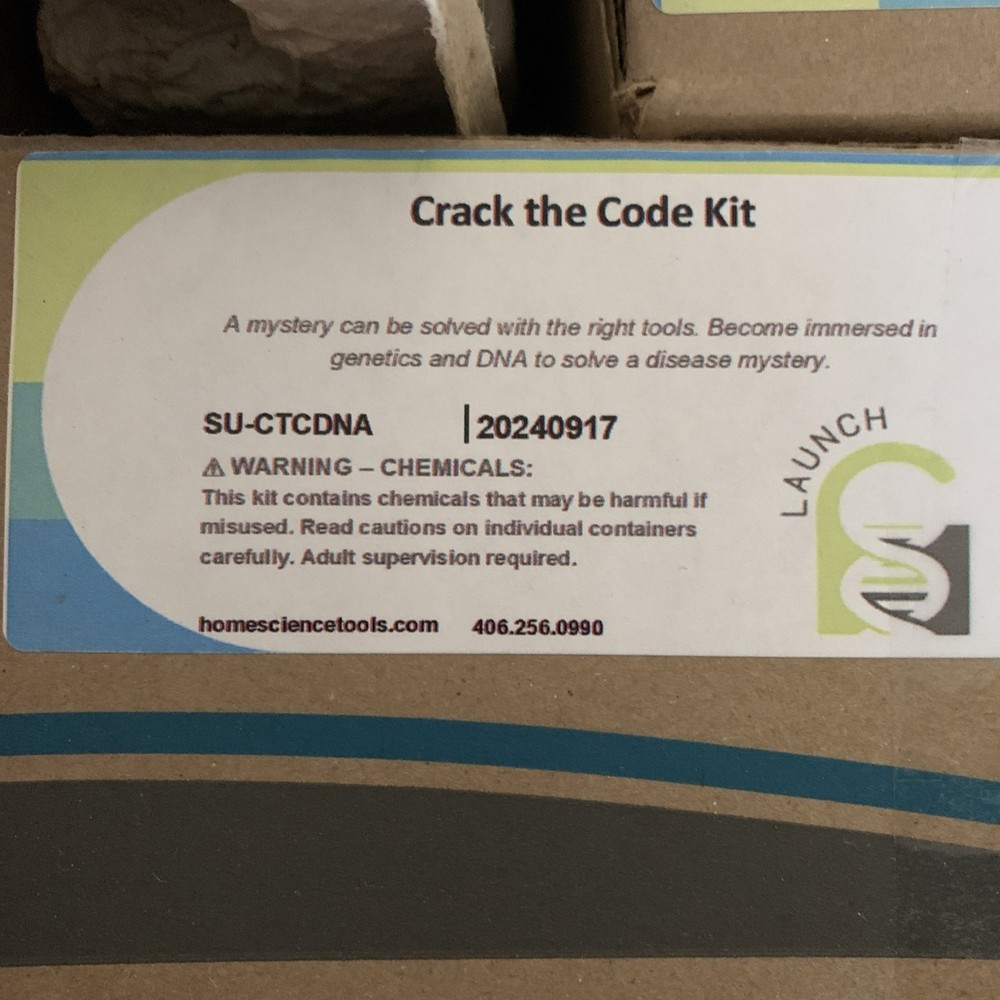 Crack the Code Kit
A mystery can be solved with the right tools. Become immersed in
genetics and DNA to solve a disease mystery.
SU-CTCDNA | 20240917
⚠ WARNING – CHEMICALS:
This kit contains chemicals that may be harmful if
misused. Read cautions on individual containers
carefully. Adult supervision required.
LAUNCH
homesciencetools.com 406.256.0990